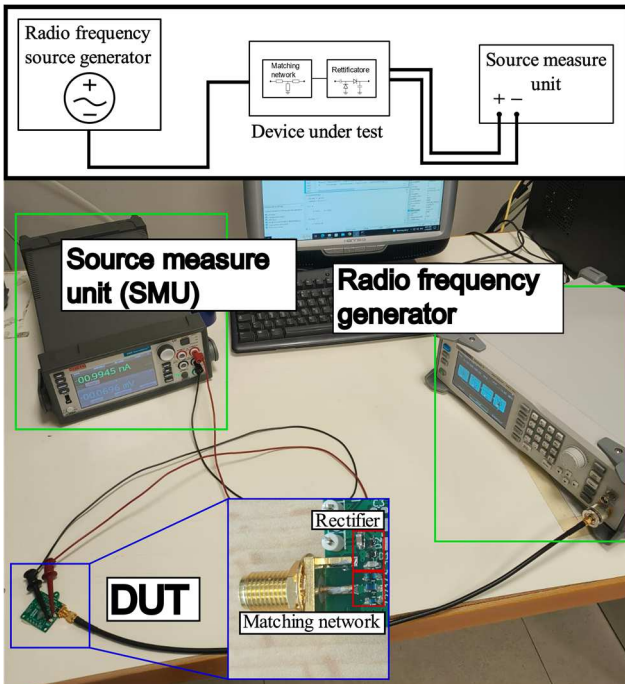 Radio frequency
source generator
Matching
network
Rettificatore
Device under test
Source measure
unit
+ −
Source measure
unit (SMU)
Radio frequency
generator
-00.9945 nA
Rectifier
DUT
Matching network